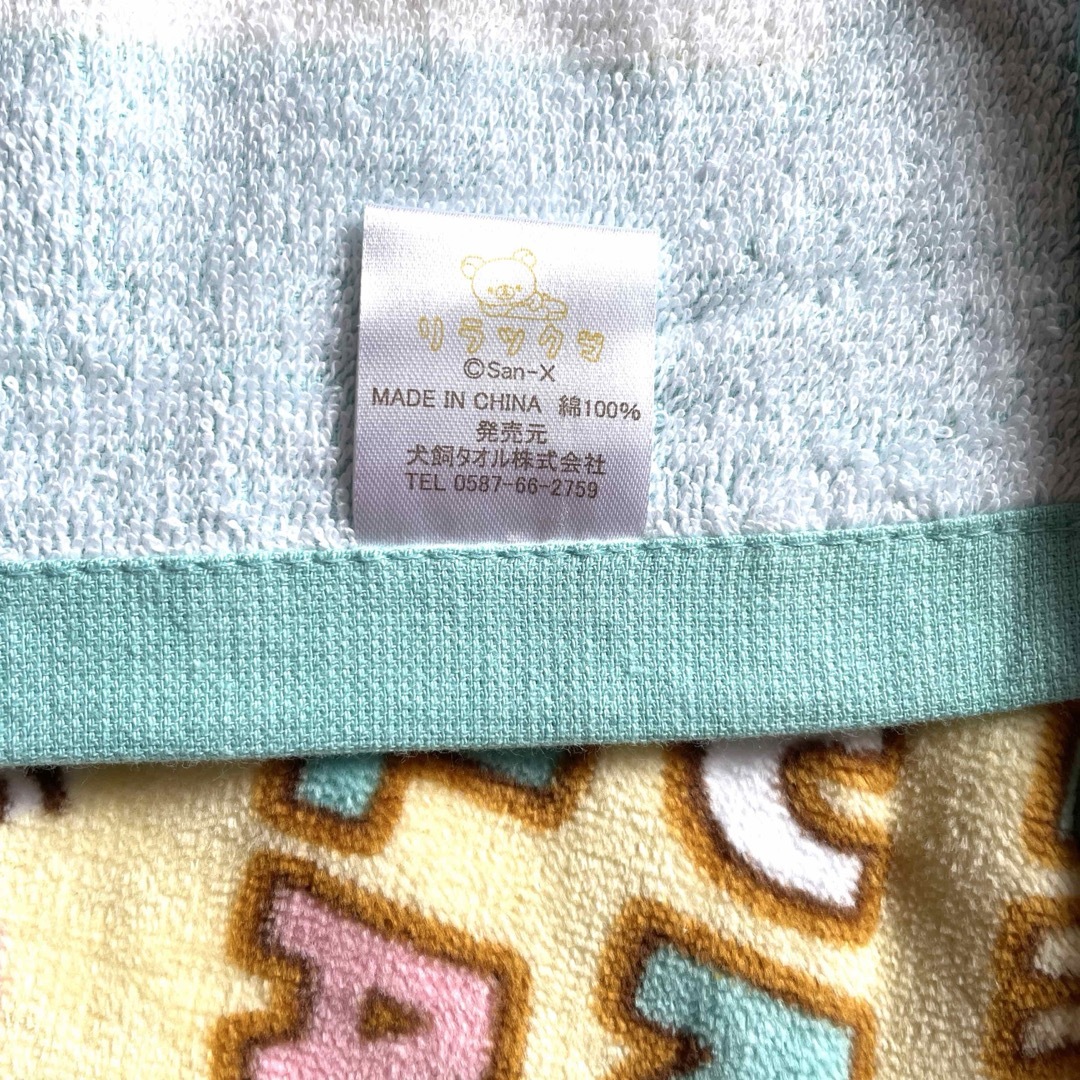 リラックマ
©San-X
MADE IN CHINA 綿100%
発売元
犬飼タオル株式会社
TEL 0587-66-2759